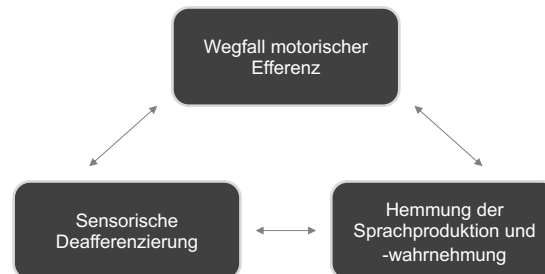 Wegfall motorischer
Efferenz
Sensorische
Deafferenzierung
Hemmung der
Sprachproduktion und
-wahrnehmung